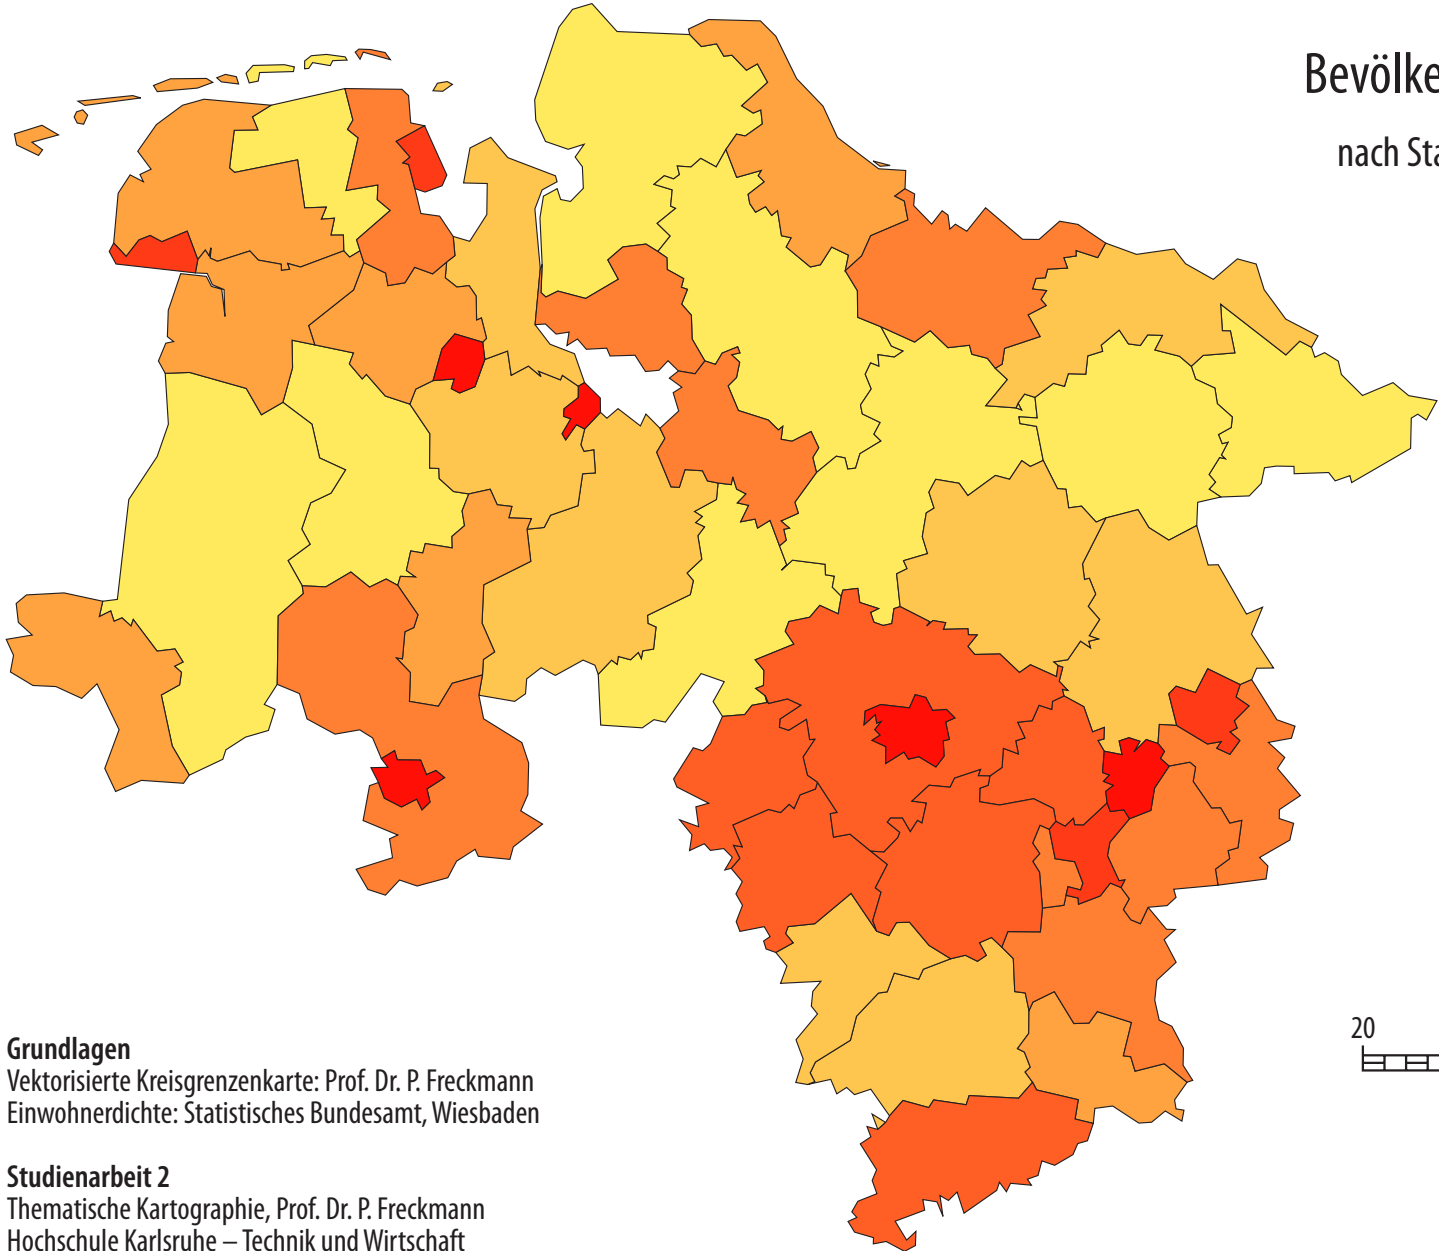 Bevölke
nach Sta
20
Grundlagen
Vektorisierte Kreisgrenzenkarte: Prof. Dr. P. Freckmann
Einwohnerdichte: Statistisches Bundesamt, Wiesbaden
Studienarbeit 2
Thematische Kartographie, Prof. Dr. P. Freckmann
Hochschule Karlsruhe – Technik und Wirtschaft